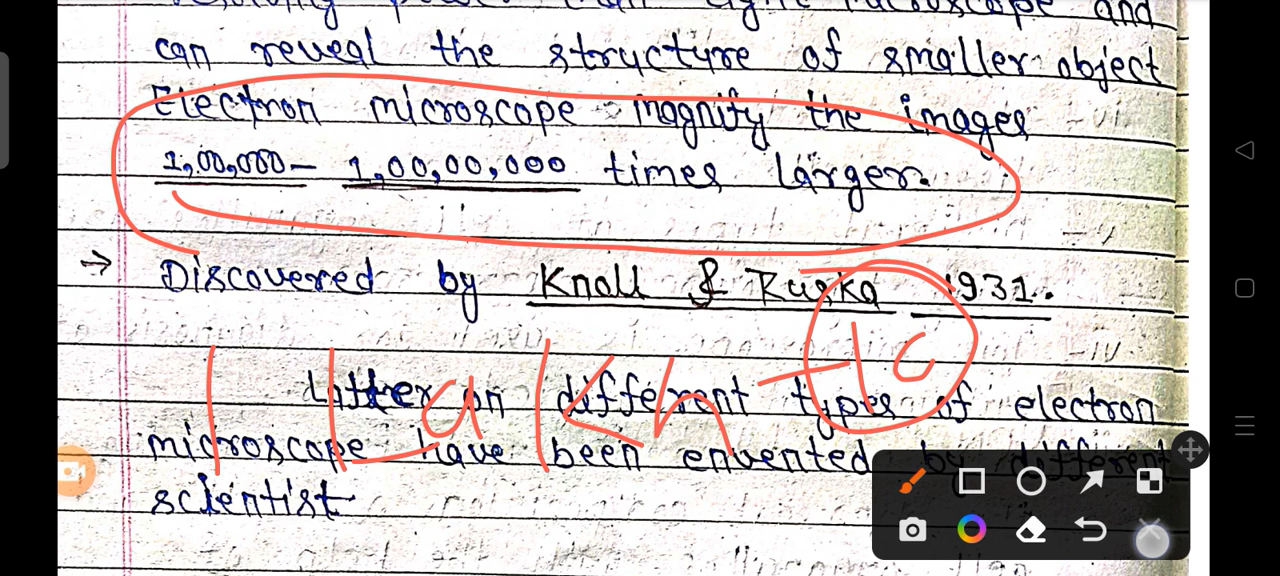 can reveal the structure of smaller object
Electron microscope magnify the images
1,00,000 - 1,00,00,000 times larger.
→ Discovered by Knoll & Ruska 1931.
1 Lakh - 10
different types of electron
microscope have been envented by different
scientist